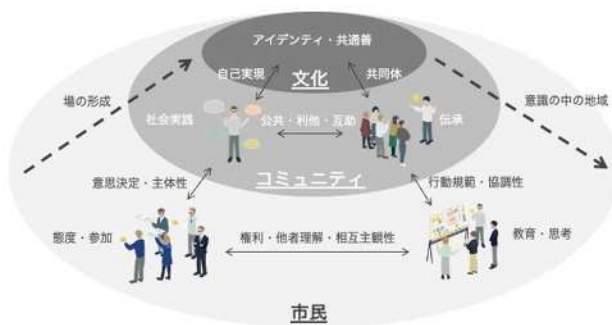 アイデンティ・共通善
自己実現
文化
共同体
場の形成
意識の中の地域
社会実践
公共・利他・互助
伝承
コミュニティ
意思決定・主体性
行動規範・協調性
態度・参加
権利・他者理解・相互主観性
教育・思考
市民